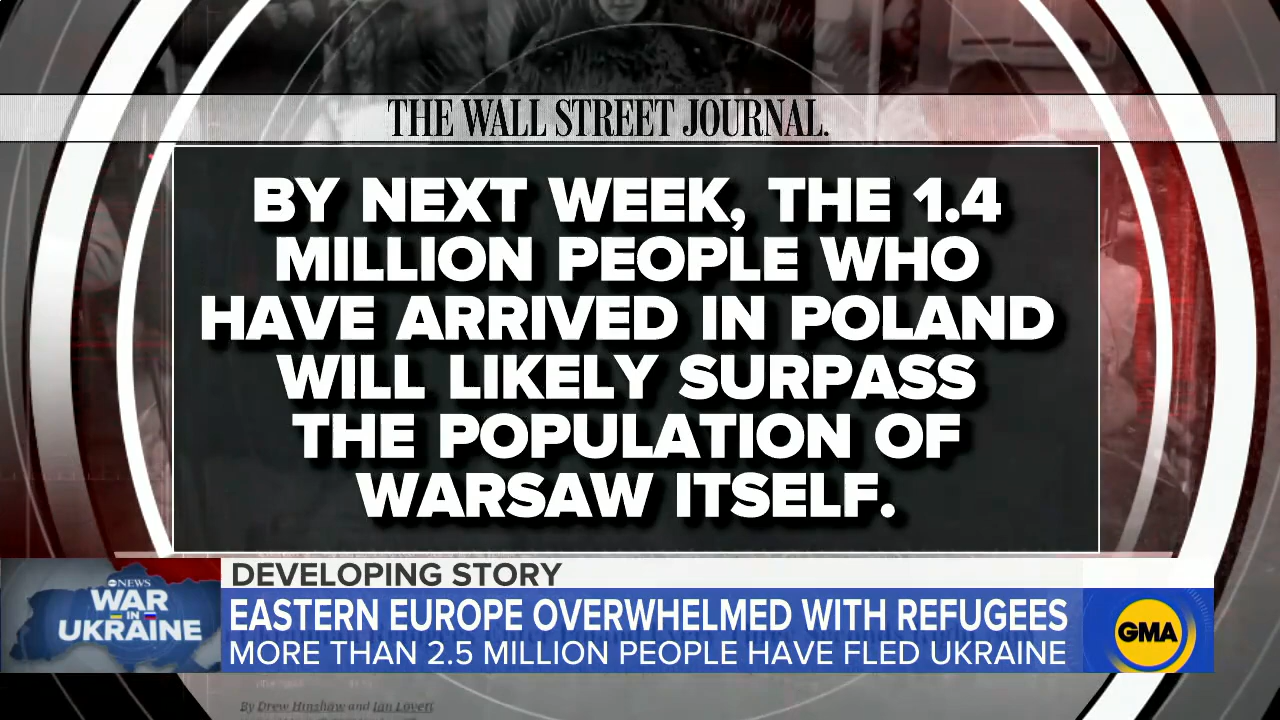 THE WALL STREET JOURNAL.
BY NEXT WEEK, THE 1.4
MILLION PEOPLE WHO
HAVE ARRIVED IN POLAND
WILL LIKELY SURPASS
THE POPULATION OF
WARSAW ITSELF.
DEVELOPING STORY
abc NEWS
WAR
IN
UKRAINE
EASTERN EUROPE OVERWHELMED WITH REFUGEES
MORE THAN 2.5 MILLION PEOPLE HAVE FLED UKRAINE
GMA
By Drew Hinshaw and Ian Lovett